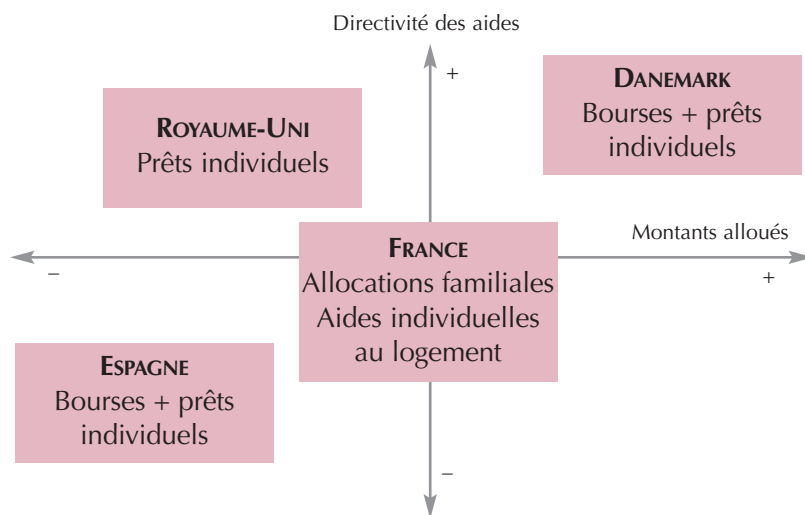 Directivité des aides
+
DANEMARK
Bourses + prêts
individuels
ROYAUME-UNI
Prêts individuels
Montants alloués
–
+
FRANCE
Allocations familiales
Aides individuelles
au logement
ESPAGNE
Bourses + prêts
individuels
–